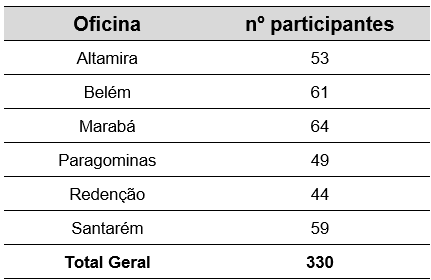 Oficina nº participantes
Altamira 53
Belém 61
Marabá 64
Paragominas 49
Redenção 44
Santarém 59
Total Geral 330